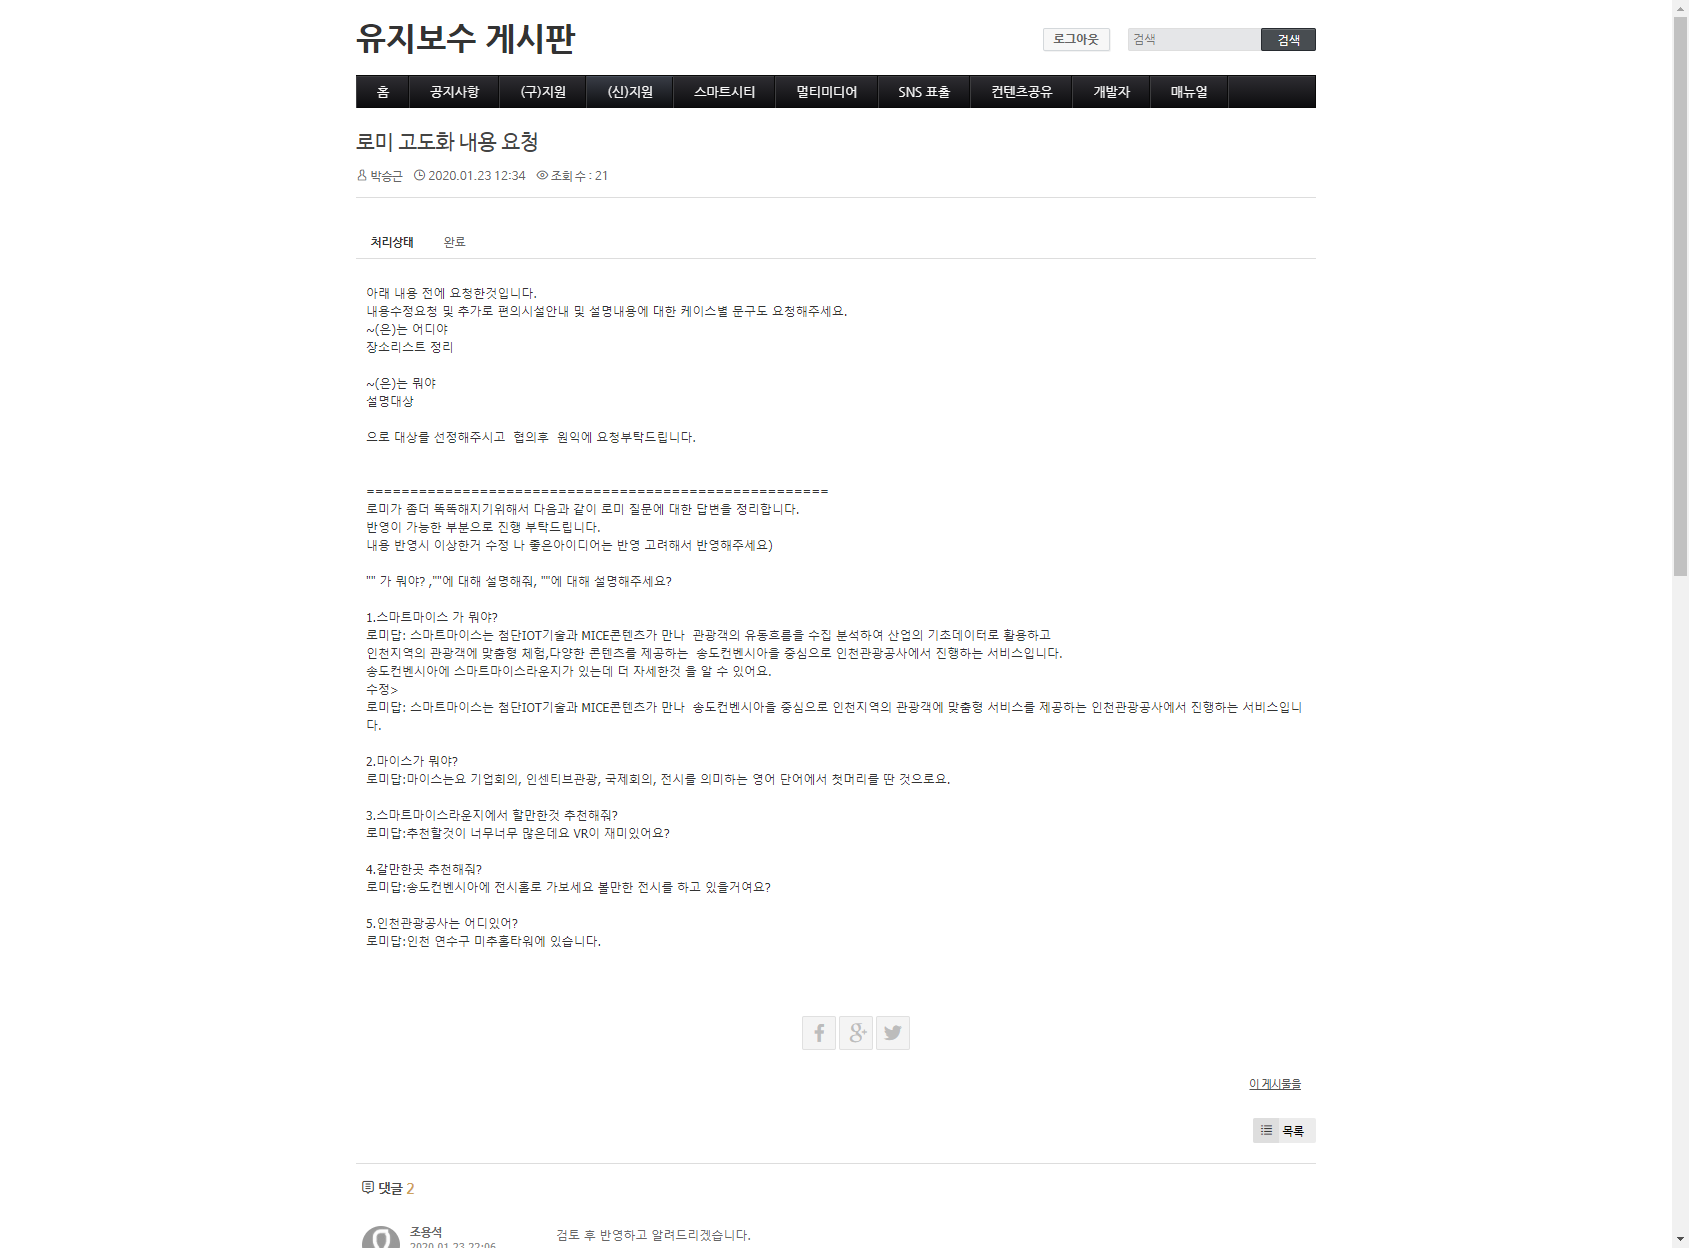 유지보수 게시판
로그아웃
검색
검색
홈 공지사항 (구)지원 (신)지원 스마트시티 멀티미디어 SNS 표출 컨텐츠공유 개발자 매뉴얼
로미 고도화 내용 요청
박승근 2020.01.23 12:34 조회 수 : 21
처리상태 완료
아래 내용 전에 요청한것입니다.
내용수정요청 및 추가로 편의시설안내 및 설명내용에 대한 케이스별 문구도 요청해주세요.
~(은)는 어디야
장소리스트 정리
~(은)는 뭐야
설명대상
으로 대상를 선정해주시고  협의후  원익에 요청부탁드립니다.
=====================================================
로미가 좀더 똑똑해지기위해서 다음과 같이 로미 질문에 대한 답변을 정리합니다.
반영이 가능한 부분으로 진행 부탁드립니다.
내용 반영시 이상한거 수정 나 좋은아이디어는 반영 고려해서 반영해주세요)
"" 가 뭐야? ,""에 대해 설명해줘, ""에 대해 설명해주세요?
1.스마트마이스 가 뭐야?
로미답: 스마트마이스는 첨단IOT기술과 MICE콘텐츠가 만나  관광객의 유동흐름을 수집 분석하여 산업의 기초데이터로 활용하고
인천지역의 관광객에 맞춤형 체험,다양한 콘텐츠를 제공하는  송도컨벤시아을 중심으로 인천관광공사에서 진행하는 서비스입니다.
송도컨벤시아에 스마트마이스라운지가 있는데 더 자세한것 을 알 수 있어요.
수정>
로미답: 스마트마이스는 첨단IOT기술과 MICE콘텐츠가 만나  송도컨벤시아을 중심으로 인천지역의 관광객에 맞춤형 서비스를 제공하는 인천관광공사에서 진행하는 서비스입니
다.
2.마이스가 뭐야?
로미답:마이스는요 기업회의, 인센티브관광, 국제회의, 전시를 의미하는 영어 단어에서 첫머리를 딴 것으로요.
3.스마트마이스라운지에서 할만한것 추천해줘?
로미답:추천할것이 너무너무 많은데요 VR이 재미있어요?
4.갈만한곳 추천해줘?
로미답:송도컨벤시아에 전시홀로 가보세요 볼만한 전시를 하고 있을거여요?
5.인천관광공사는 어디있어?
로미답:인천 연수구 미추홀타워에 있습니다.
이 게시물을
목록
댓글 2
조용석 검토 후 반영하고 알려드리겠습니다.
2020.01.23 22:06